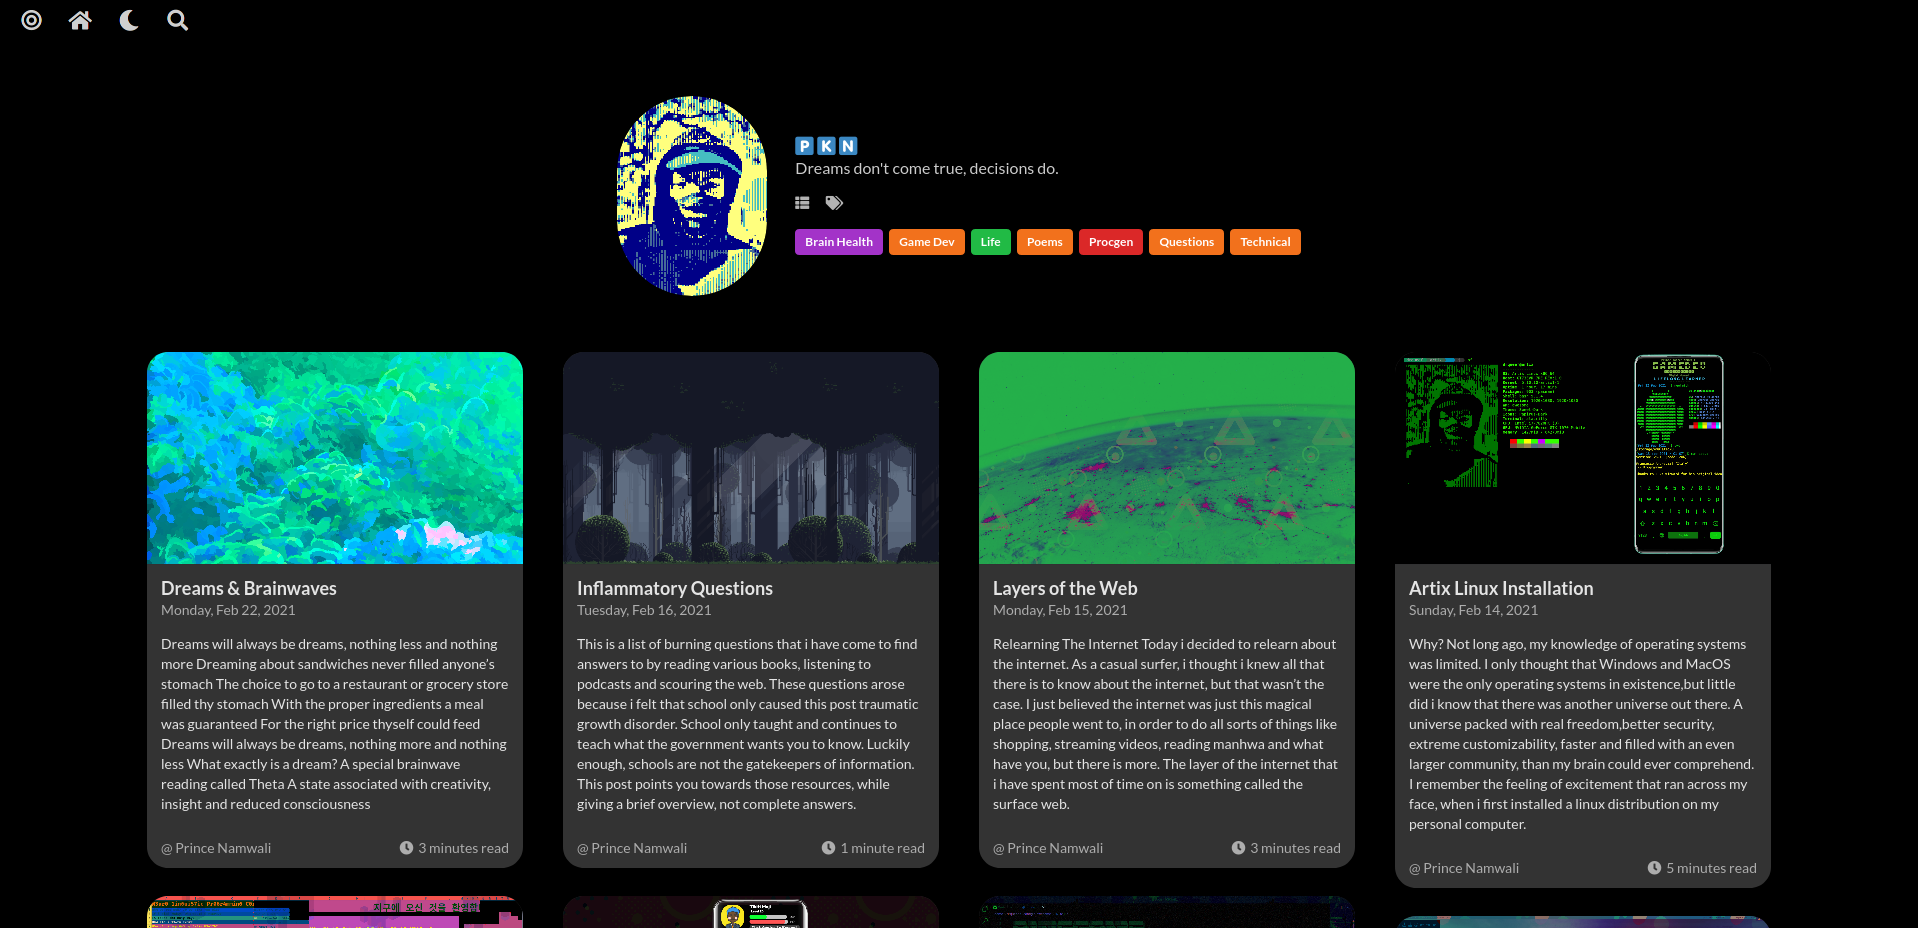 PKN
Dreams don't come true, decisions do.
Brain Health Game Dev Life Poems Procgen Questions Technical
Dreams & Brainwaves
Monday, Feb 22, 2021
Dreams will always be dreams, nothing less and nothing
more Dreaming about sandwiches never filled anyone’s
stomach The choice to go to a restaurant or grocery store
filled thy stomach With the proper ingredients a meal
was guaranteed For the right price thyself could feed
Dreams will always be dreams, nothing more and nothing
less What exactly is a dream? A special brainwave
reading called Theta A state associated with creativity,
insight and reduced consciousness
@ Prince Namwali
3 minutes read
Inflammatory Questions
Tuesday, Feb 16, 2021
This is a list of burning questions that i have come to find
answers to by reading various books, listening to
podcasts and scouring the web. These questions arose
because i felt that school only caused this post traumatic
growth disorder. School only taught and continues to
teach what the government wants you to know. Luckily
enough, schools are not the gatekeepers of information.
This post points you towards those resources, while
giving a brief overview, not complete answers.
@ Prince Namwali
1 minute read
Layers of the Web
Monday, Feb 15, 2021
Relearning The Internet Today i decided to relearn about
the internet. As a casual surfer, i thought i knew all that
there is to know about the internet, but that wasn’t the
case. I just believed the internet was just this magical
place people went to, in order to do all sorts of things like
shopping, streaming videos, reading manhwa and what
have you, but there is more. The layer of the internet that
i have spent most of time on is something called the
surface web.
@ Prince Namwali
3 minutes read
GAMEDEV
LIFELONG LEARNER
Artix Linux Installation
Sunday, Feb 14, 2021
Why? Not long ago, my knowledge of operating systems
was limited. I only thought that Windows and MacOS
were the only operating systems in existence,but little
did i know that there was another universe out there. A
universe packed with real freedom,better security,
extreme customizability, faster and filled with an even
larger community, than my brain could ever comprehend.
I remember the feeling of excitement that ran across my
face, when i first installed a linux distribution on my
personal computer.
@ Prince Namwali
5 minutes read
지구에 오신 것을 환영합